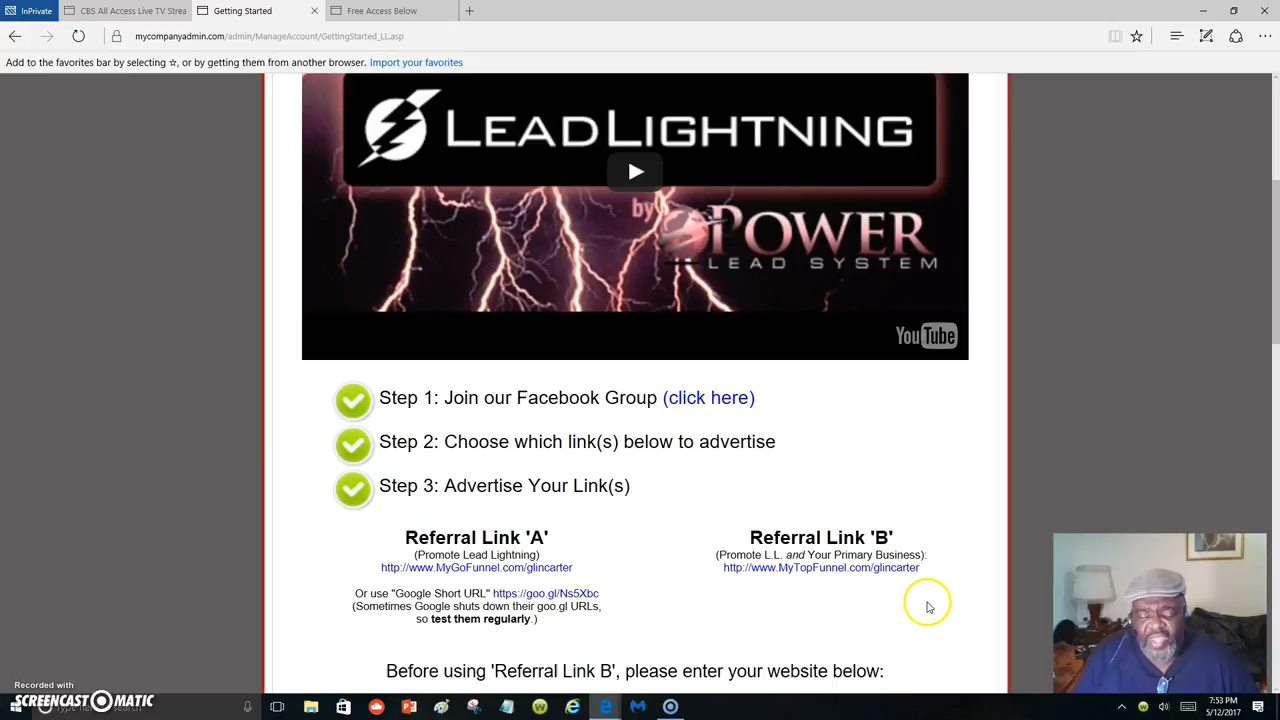 InPrivate
CBS All Access Live TV Strea
Getting Started
Free Access Below
mycompanyadmin.com/admin/ManageAccount/GettingStarted_LL.asp
Add to the favorites bar by selecting ☆, or by getting them from another browser. Import your favorites
LEADLIGHTNING
by POWER
LEAD SYSTEM
YouTube
Step 1: Join our Facebook Group (click here)
Step 2: Choose which link(s) below to advertise
Step 3: Advertise Your Link(s)
Referral Link 'A'
(Promote Lead Lightning)
http://www.MyGoFunnel.com/glincarter
Or use "Google Short URL" https://goo.gl/Ns5Xbc
(Sometimes Google shuts down their goo.gl URLs,
so test them regularly.)
Referral Link 'B'
(Promote L.L. and Your Primary Business):
http://www.MyTopFunnel.com/glincarter
Before using 'Referral Link B', please enter your website below:
Recorded with
SCREENCAST MATIC
7:53 PM
5/12/2017